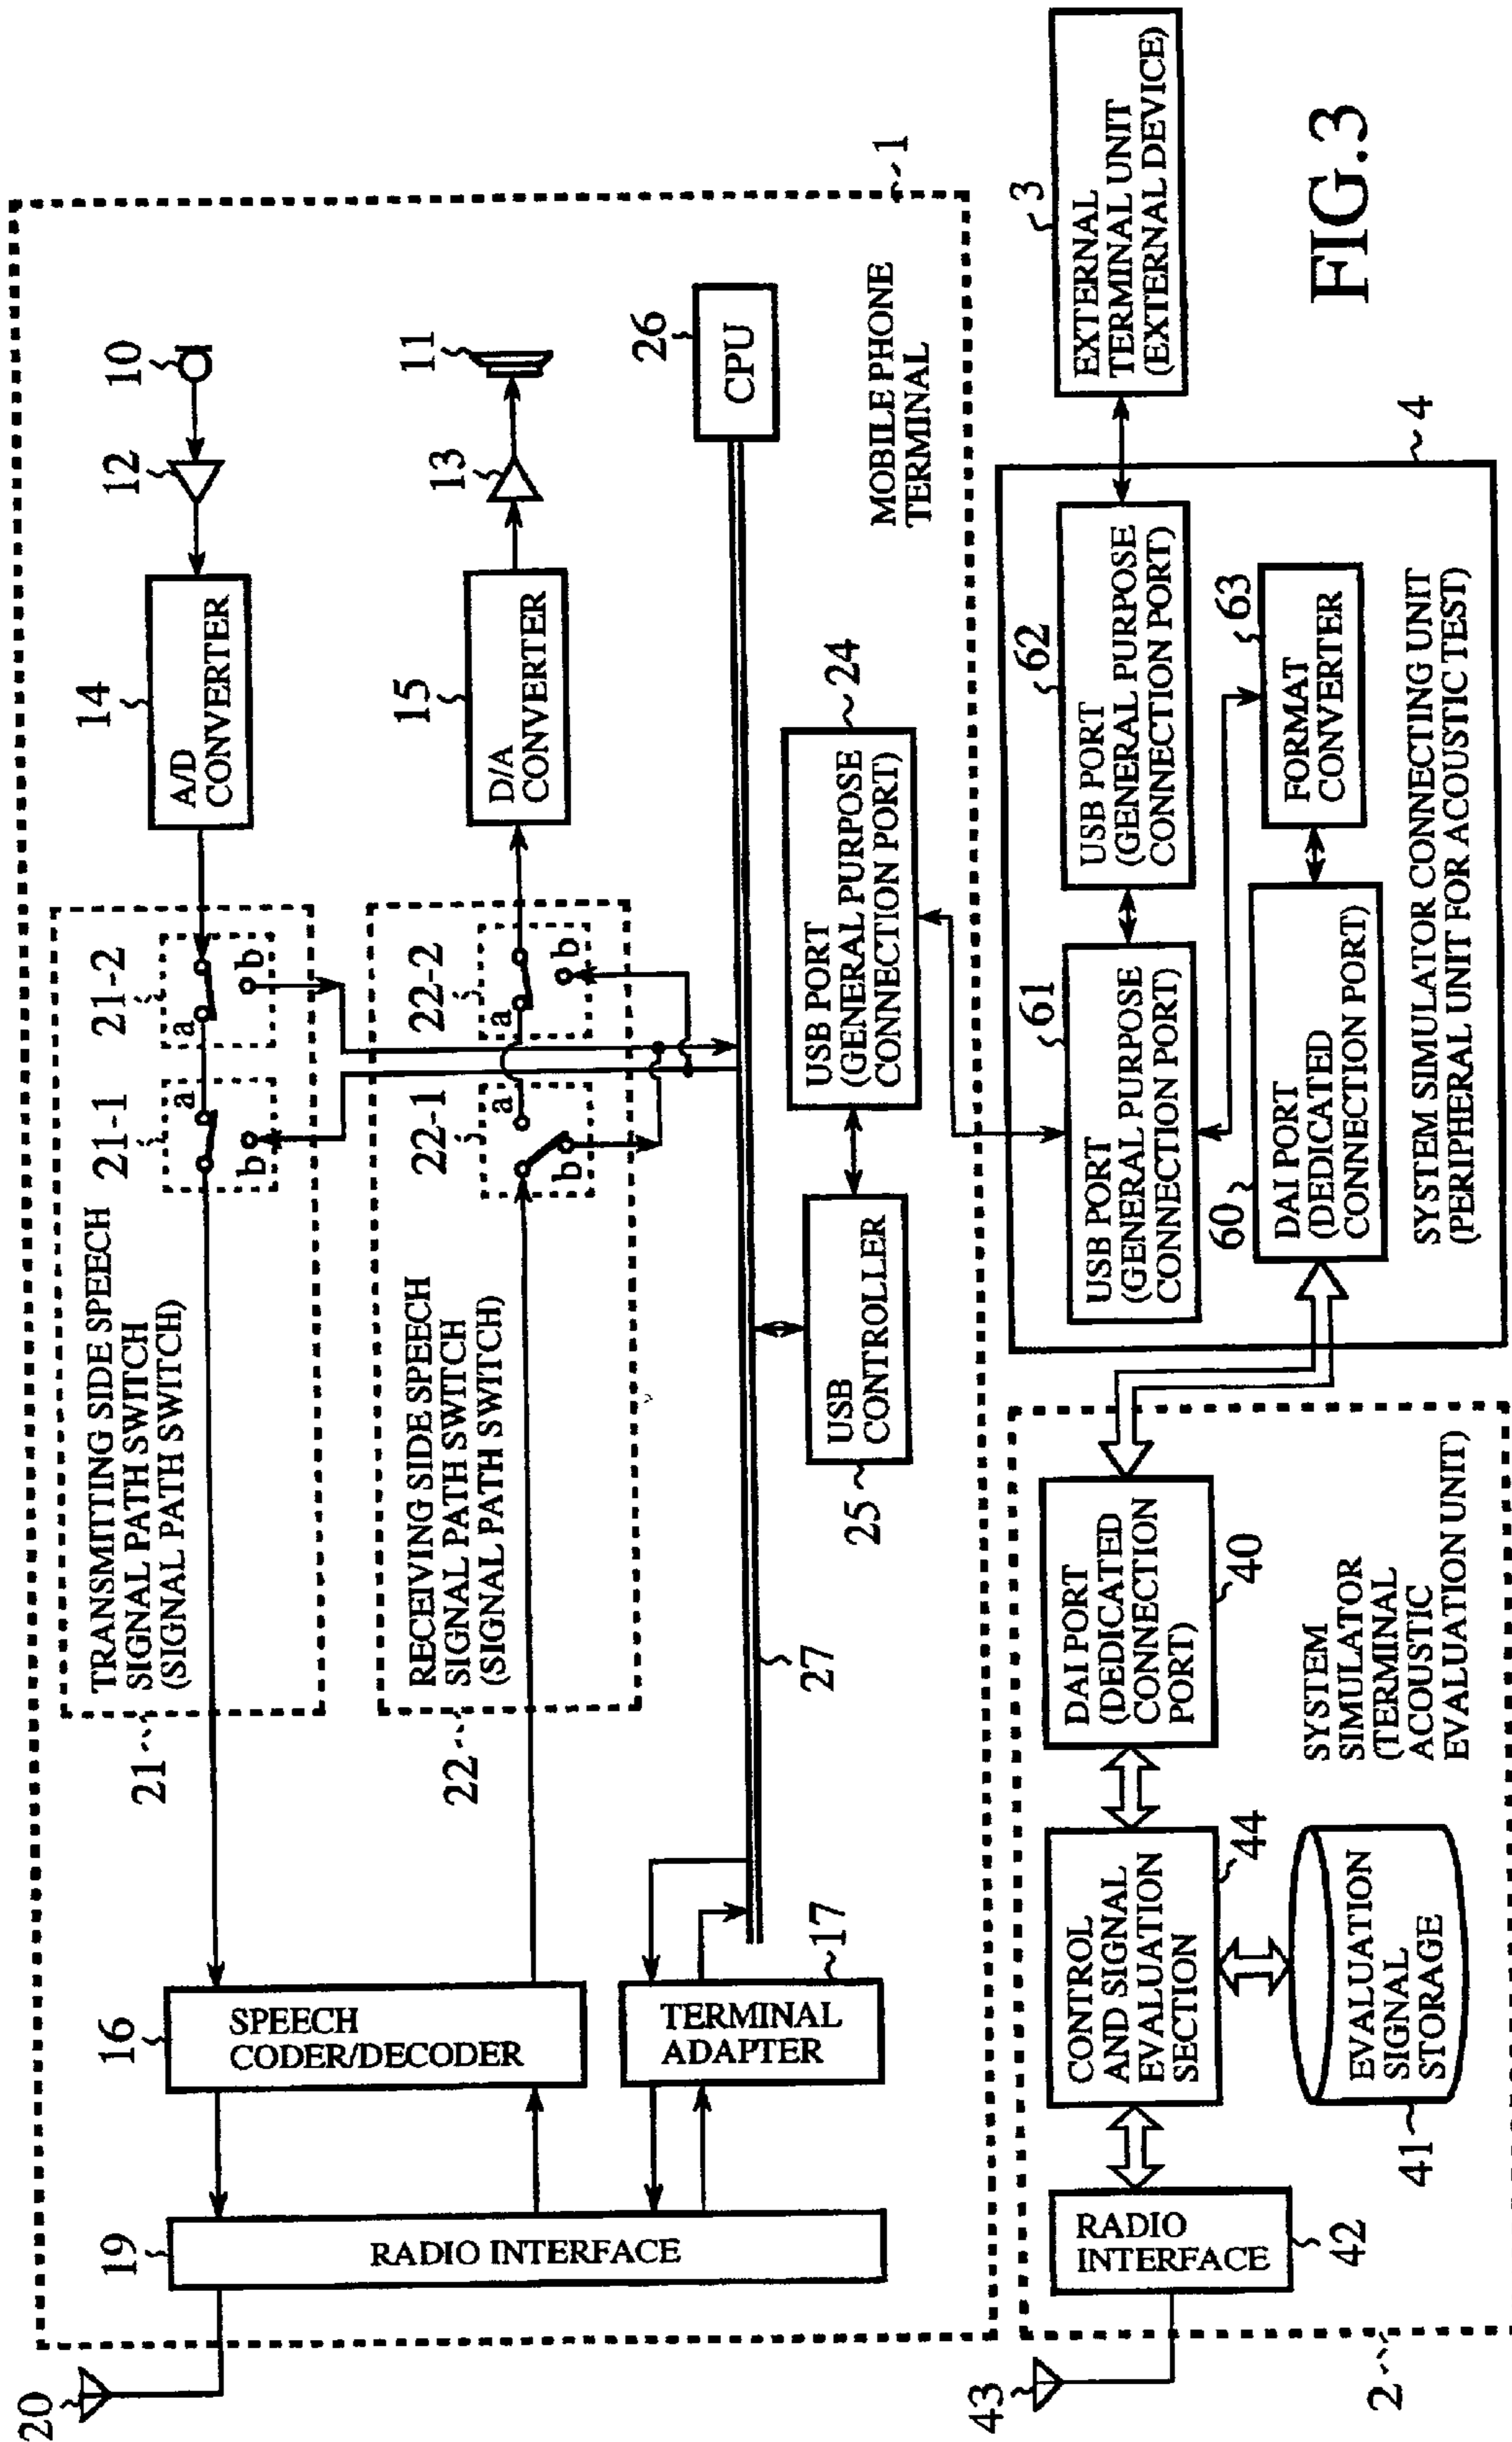 20
19
RADIO INTERFACE
16
SPEECH
CODER/DECODER
17
TERMINAL
ADAPTER
21
TRANSMITTING SIDE SPEECH
SIGNAL PATH SWITCH
(SIGNAL PATH SWITCH)
21-1
a
b
21-2
a
b
14
A/D
CONVERTER
12
10
22
RECEIVING SIDE SPEECH
SIGNAL PATH SWITCH
(SIGNAL PATH SWITCH)
22-1
a
b
22-2
a
b
15
D/A
CONVERTER
13
11
27
26
CPU
25
USB
CONTROLLER
24
USB PORT
(GENERAL PURPOSE
CONNECTION PORT)
MOBILE PHONE
TERMINAL
1
43
2
RADIO
INTERFACE
42
CONTROL
AND SIGNAL
EVALUATION
SECTION
44
41
EVALUATION
SIGNAL
STORAGE
DAI PORT
(DEDICATED
CONNECTION
PORT)
40
SYSTEM
SIMULATOR
(TERMINAL
ACOUSTIC
EVALUATION UNIT)
61
USB PORT
(GENERAL PURPOSE
CONNECTION PORT)
62
USB PORT
(GENERAL PURPOSE
CONNECTION PORT)
60
DAI PORT
(DEDICATED
CONNECTION PORT)
63
FORMAT
CONVERTER
SYSTEM SIMULATOR CONNECTING UNIT
(PERIPHERAL UNIT FOR ACOUSTIC TEST)
4
3
EXTERNAL
TERMINAL UNIT
(EXTERNAL DEVICE)
FIG.3